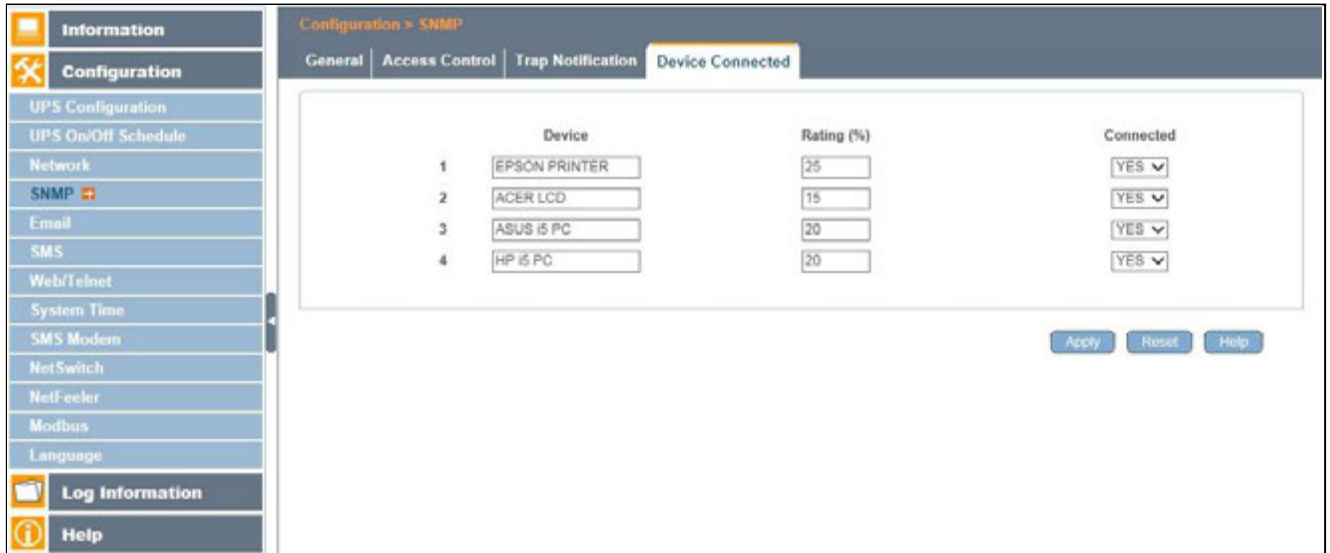 Information
Configuration
UPS Configuration
UPS On/Off Schedule
Network
SNMP
Email
SMS
Web/Telnet
System Time
SMS Modem
NetSwitch
NetFeeler
Modbus
Language
Log Information
Help
Configuration > SNMP
General Access Control Trap Notification Device Connected
Device Rating (%) Connected
1 EPSON PRINTER 25 YES
2 ACER LCD 15 YES
3 ASUS i5 PC 20 YES
4 HP i5 PC 20 YES
Apply Reset Help